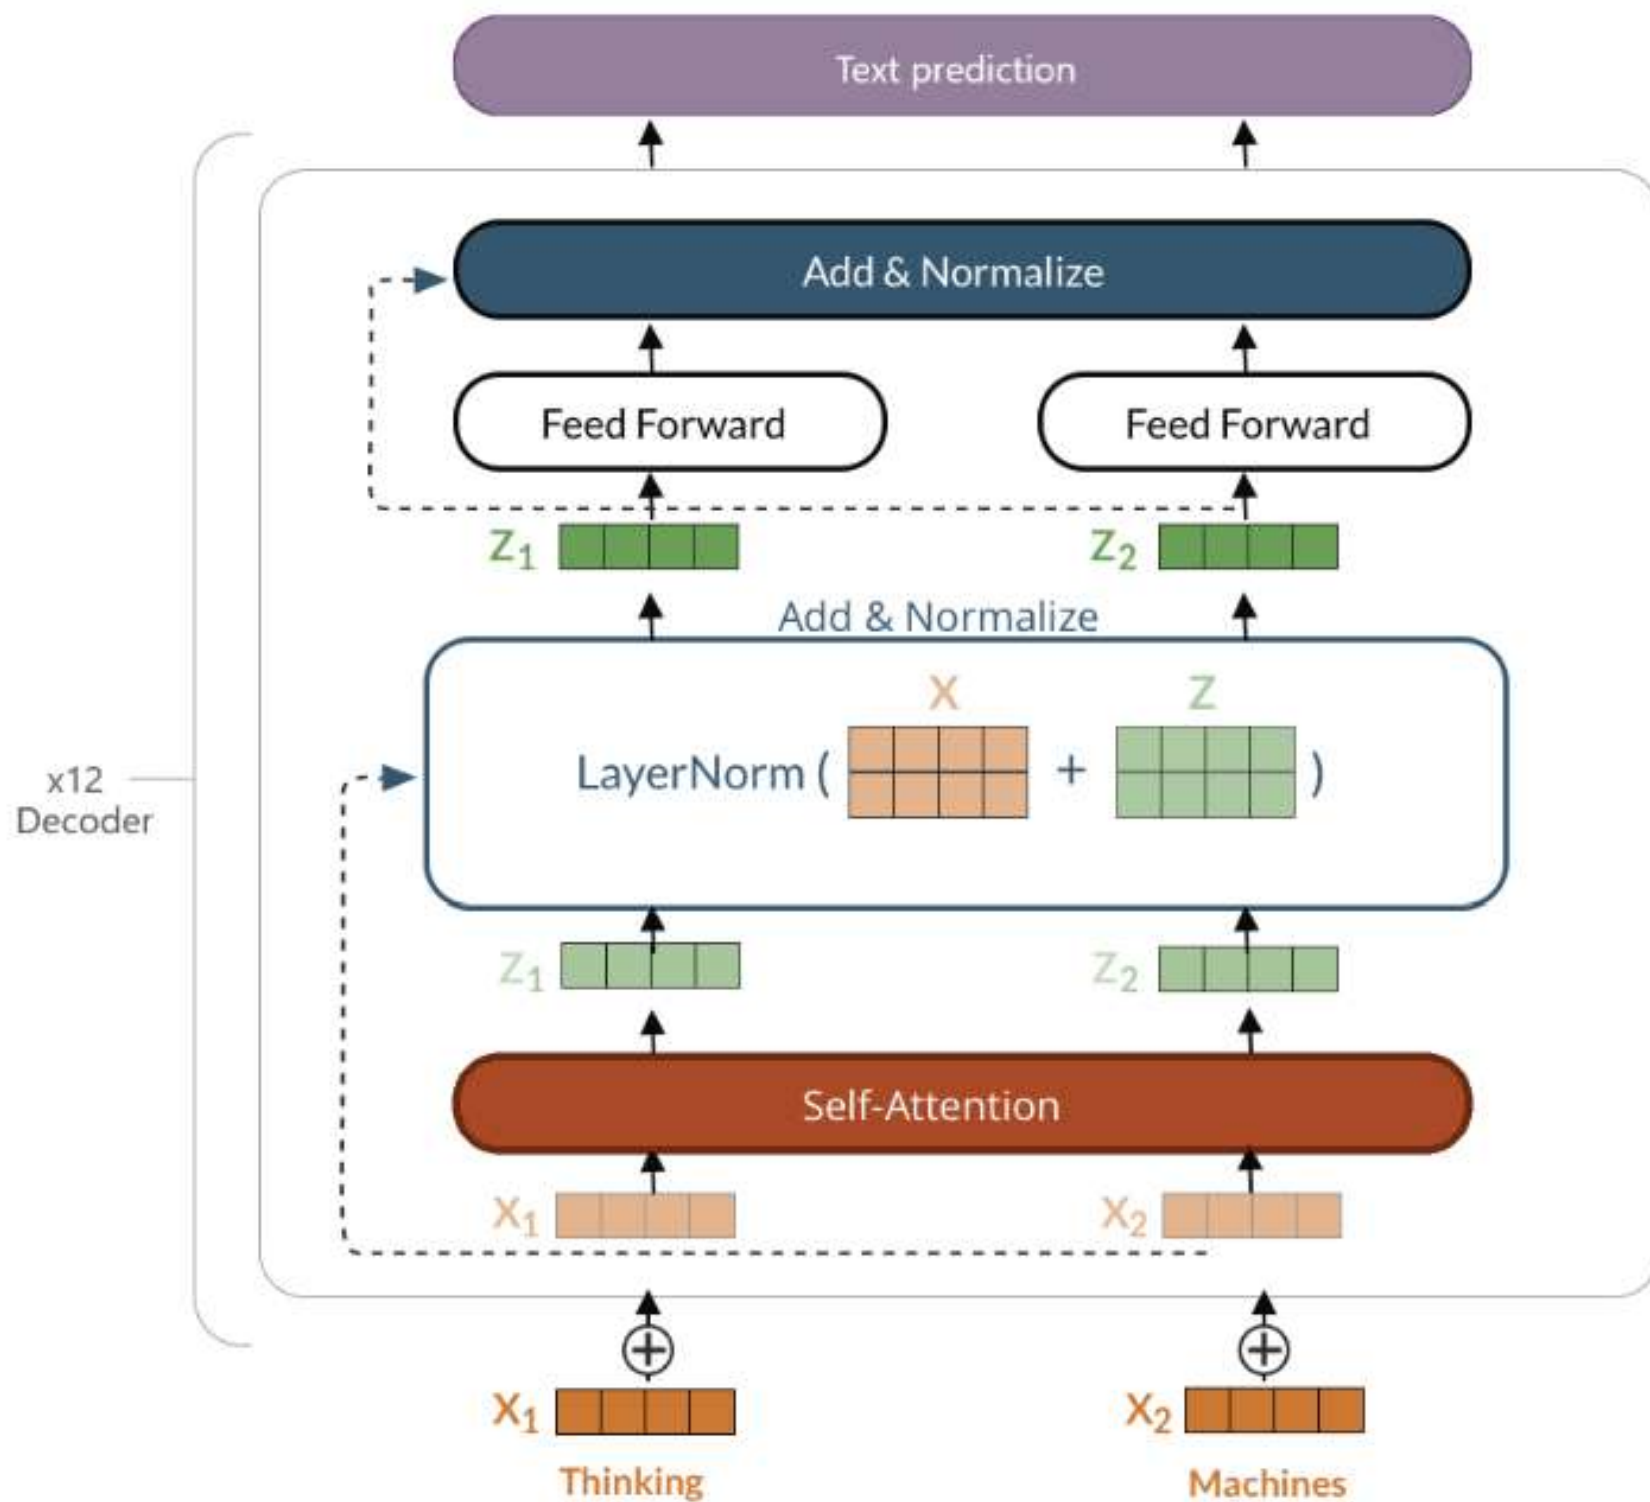 Text prediction
Add & Normalize
Feed Forward Feed Forward
Z1 Z2
Add & Normalize
X Z
LayerNorm ( + )
x12
Decoder
Z1 Z2
Self-Attention
X1 X2
X1 X2
Thinking Machines